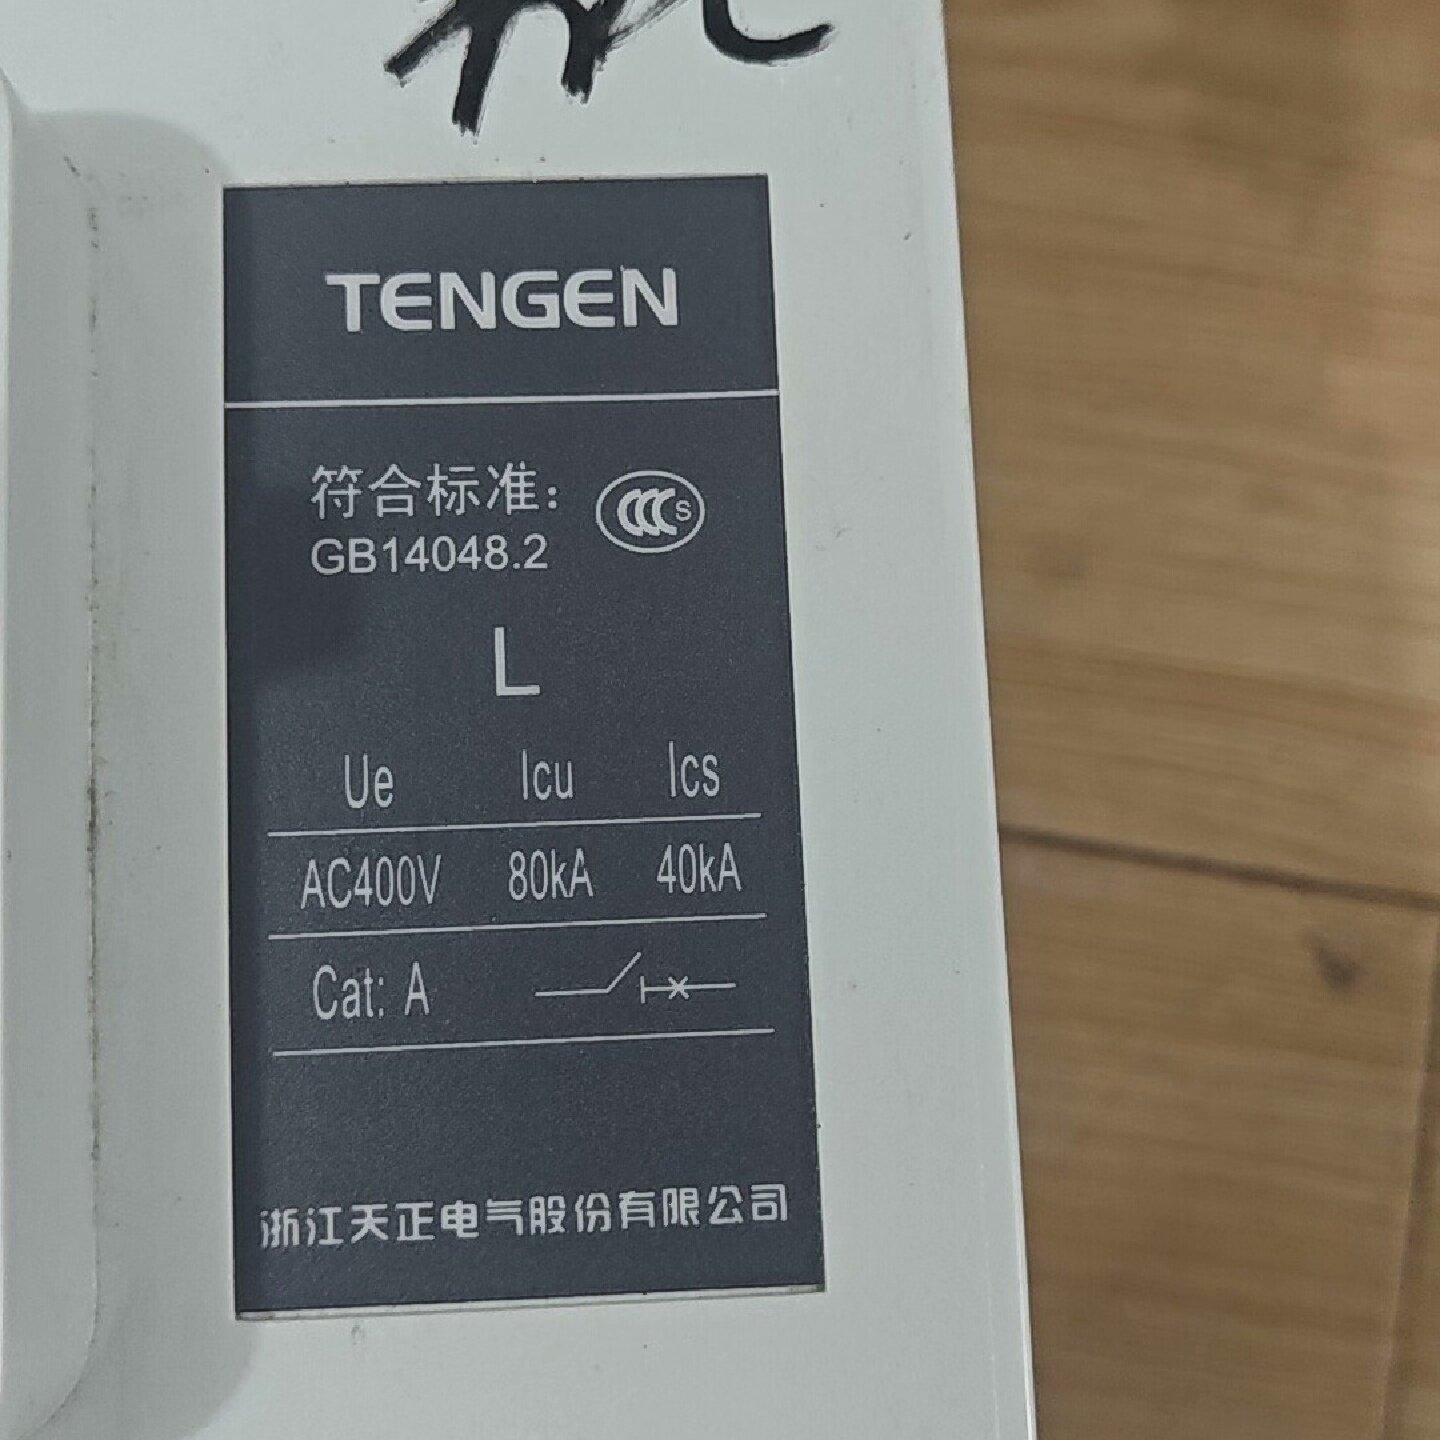 TENGEN
符合标准:
GB14048.2
CCC S
L
Ue Icu Ics
AC400V 80kA 40kA
Cat: A
浙江天正电气股份有限公司